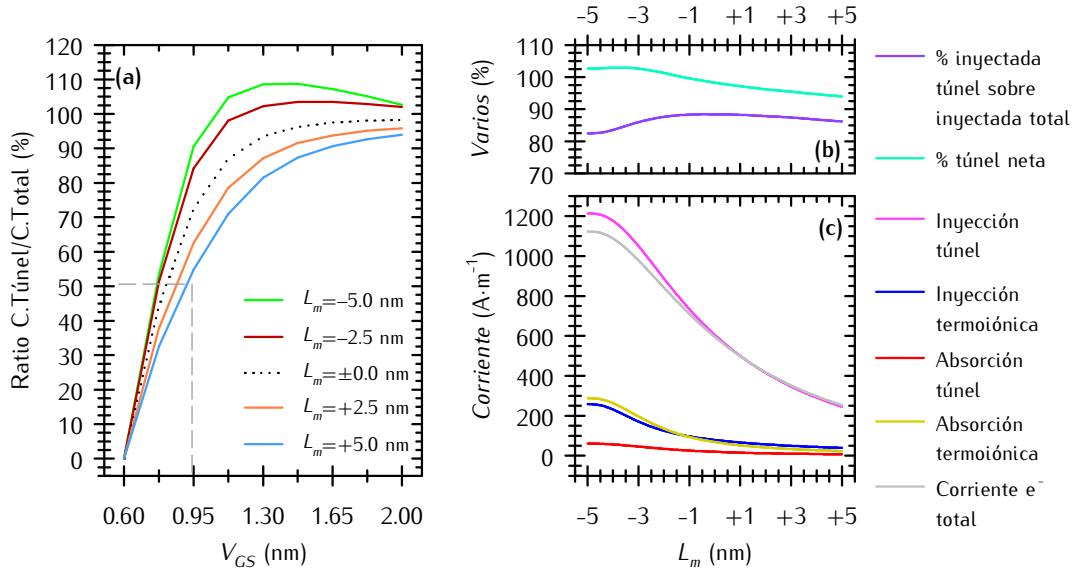 (a)
Ratio C.Túnel/C.Total (%)
120
110
100
90
80
70
60
50
40
30
20
10
0
L_m=−5.0 nm
L_m=−2.5 nm
L_m=±0.0 nm
L_m=+2.5 nm
L_m=+5.0 nm
0.60 0.95 1.30 1.65 2.00
V_GS (nm)
-5 -3 -1 +1 +3 +5
(b)
Varios (%)
110
100
90
80
70
(c)
Corriente (A·m⁻¹)
1200
1000
800
600
400
200
0
-5 -3 -1 +1 +3 +5
L_m (nm)
% inyectada
túnel sobre
inyectada total
% túnel neta
Inyección
túnel
Inyección
termoiónica
Absorción
túnel
Absorción
termoiónica
Corriente e⁻
total